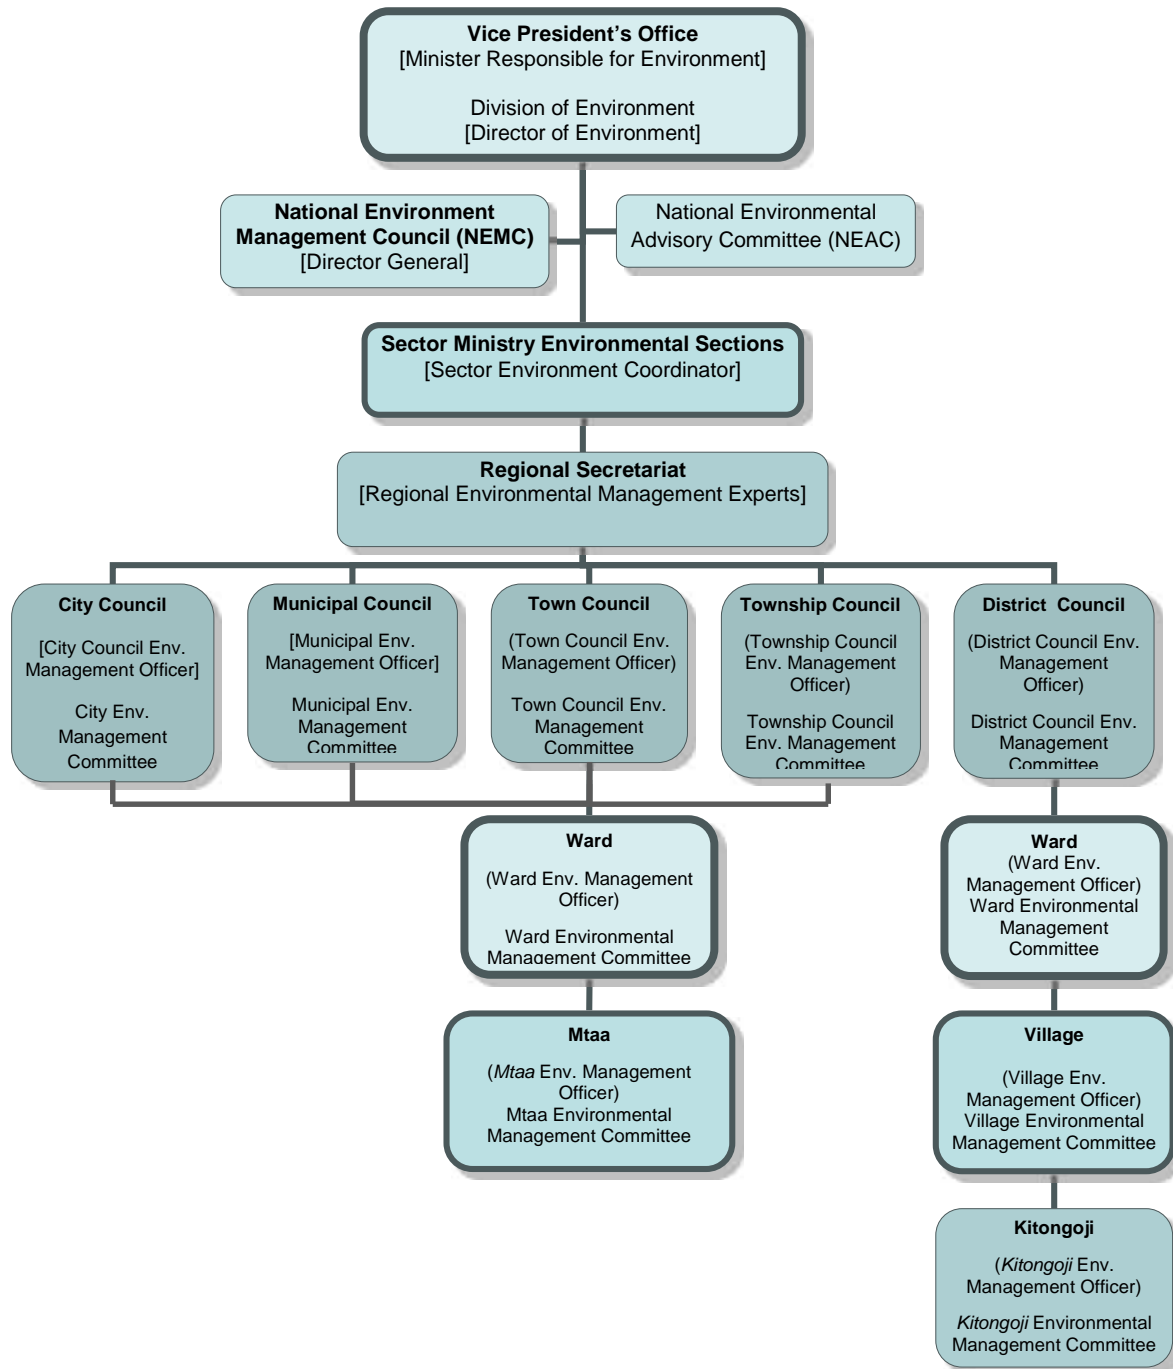 Vice President’s Office
[Minister Responsible for Environment]
Division of Environment
[Director of Environment]
National Environment
Management Council (NEMC)
[Director General]
National Environmental
Advisory Committee (NEAC)
Sector Ministry Environmental Sections
[Sector Environment Coordinator]
Regional Secretariat
[Regional Environmental Management Experts]
City Council
[City Council Env.
Management Officer]
City Env.
Management
Committee
Municipal Council
[Municipal Env.
Management Officer]
Municipal Env.
Management
Committee
Town Council
(Town Council Env.
Management Officer)
Town Council Env.
Management
Committee
Township Council
(Township Council
Env. Management
Officer)
Township Council
Env. Management
Committee
District Council
(District Council Env.
Management
Officer)
District Council Env.
Management
Committee
Ward
(Ward Env. Management
Officer)
Ward Environmental
Management Committee
Ward
(Ward Env.
Management Officer)
Ward Environmental
Management
Committee
Mtaa
(Mtaa Env. Management
Officer)
Mtaa Environmental
Management Committee
Village
(Village Env.
Management Officer)
Village Environmental
Management Committee
Kitongoji
(Kitongoji Env.
Management Officer)
Kitongoji Environmental
Management Committee